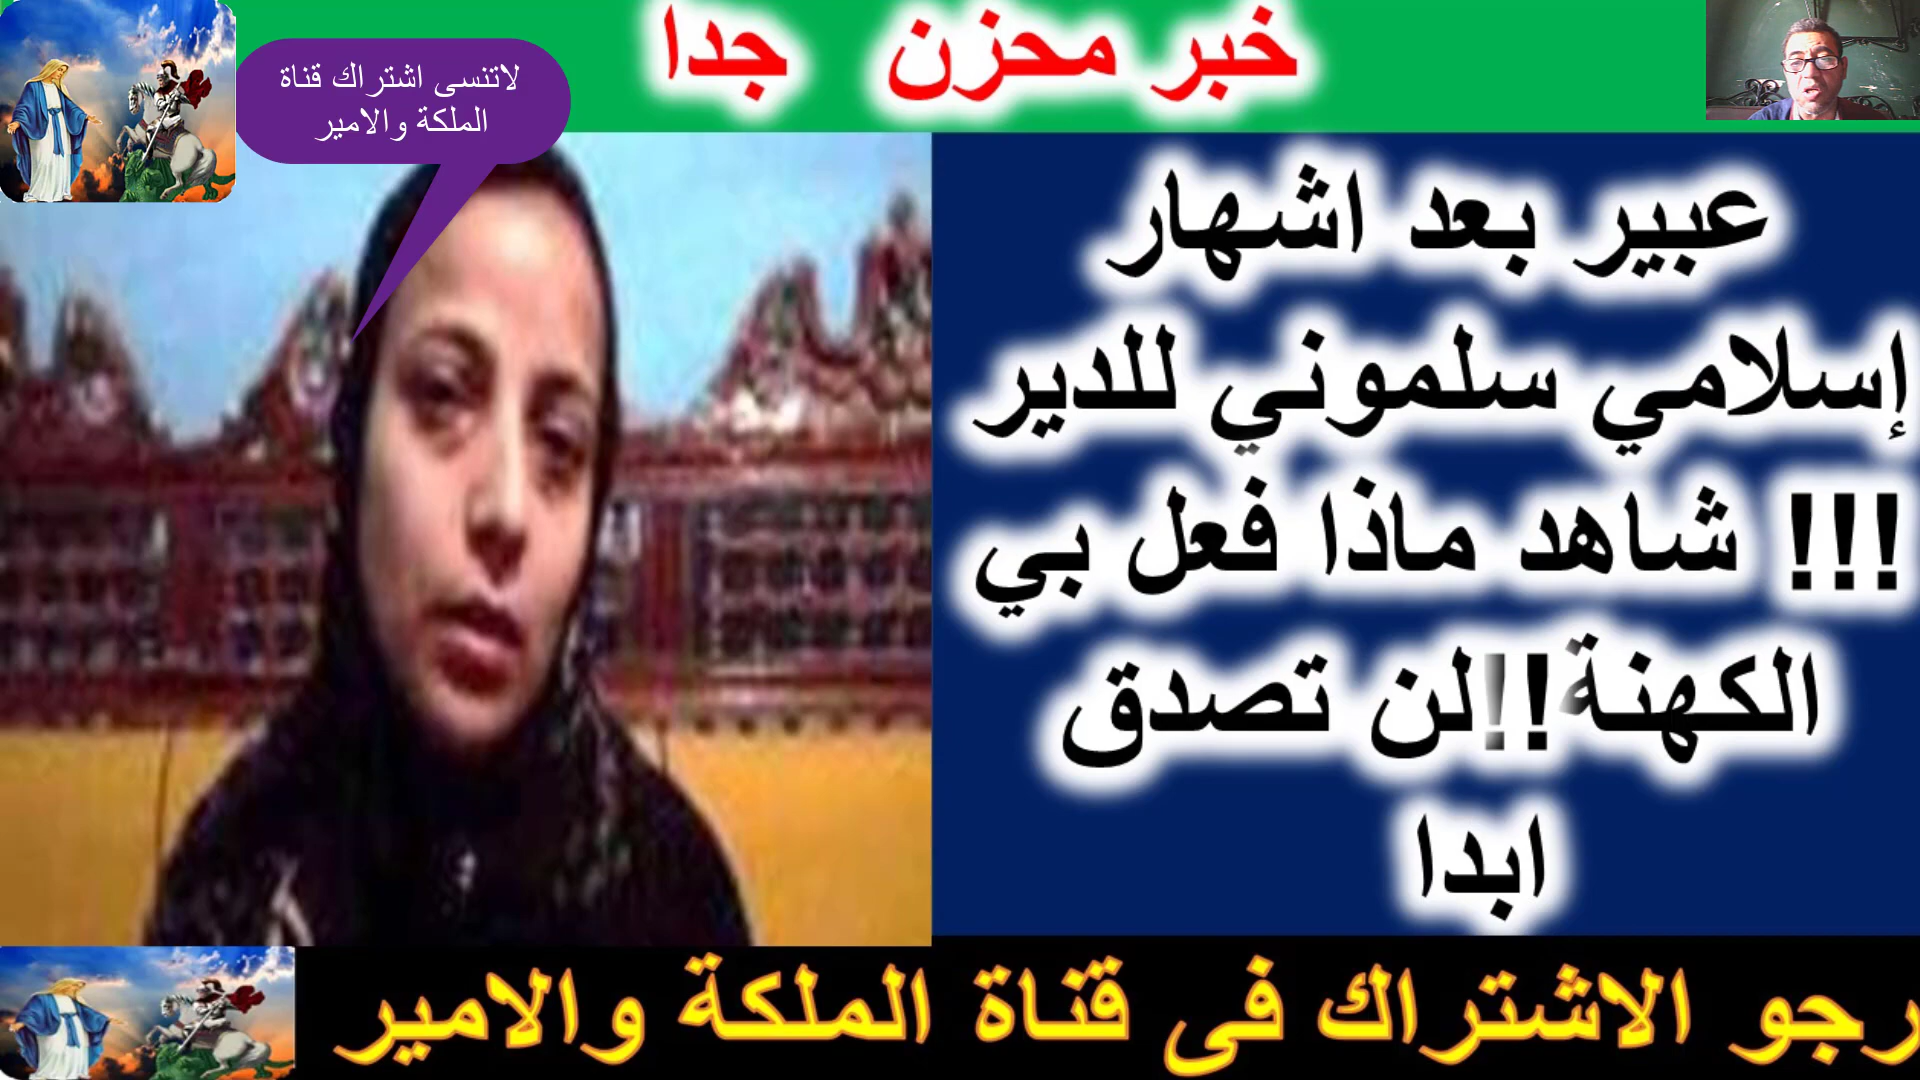 خبر محزن جدا
لاتنسى اشتراك قناة
الملكة والامير
عبير بعد اشهار
إسلامي سلموني للدير
!!! شاهد ماذا فعل بي
الكهنة!!لن تصدق
ابدا
رجو الاشتراك فى قناة الملكة والامير